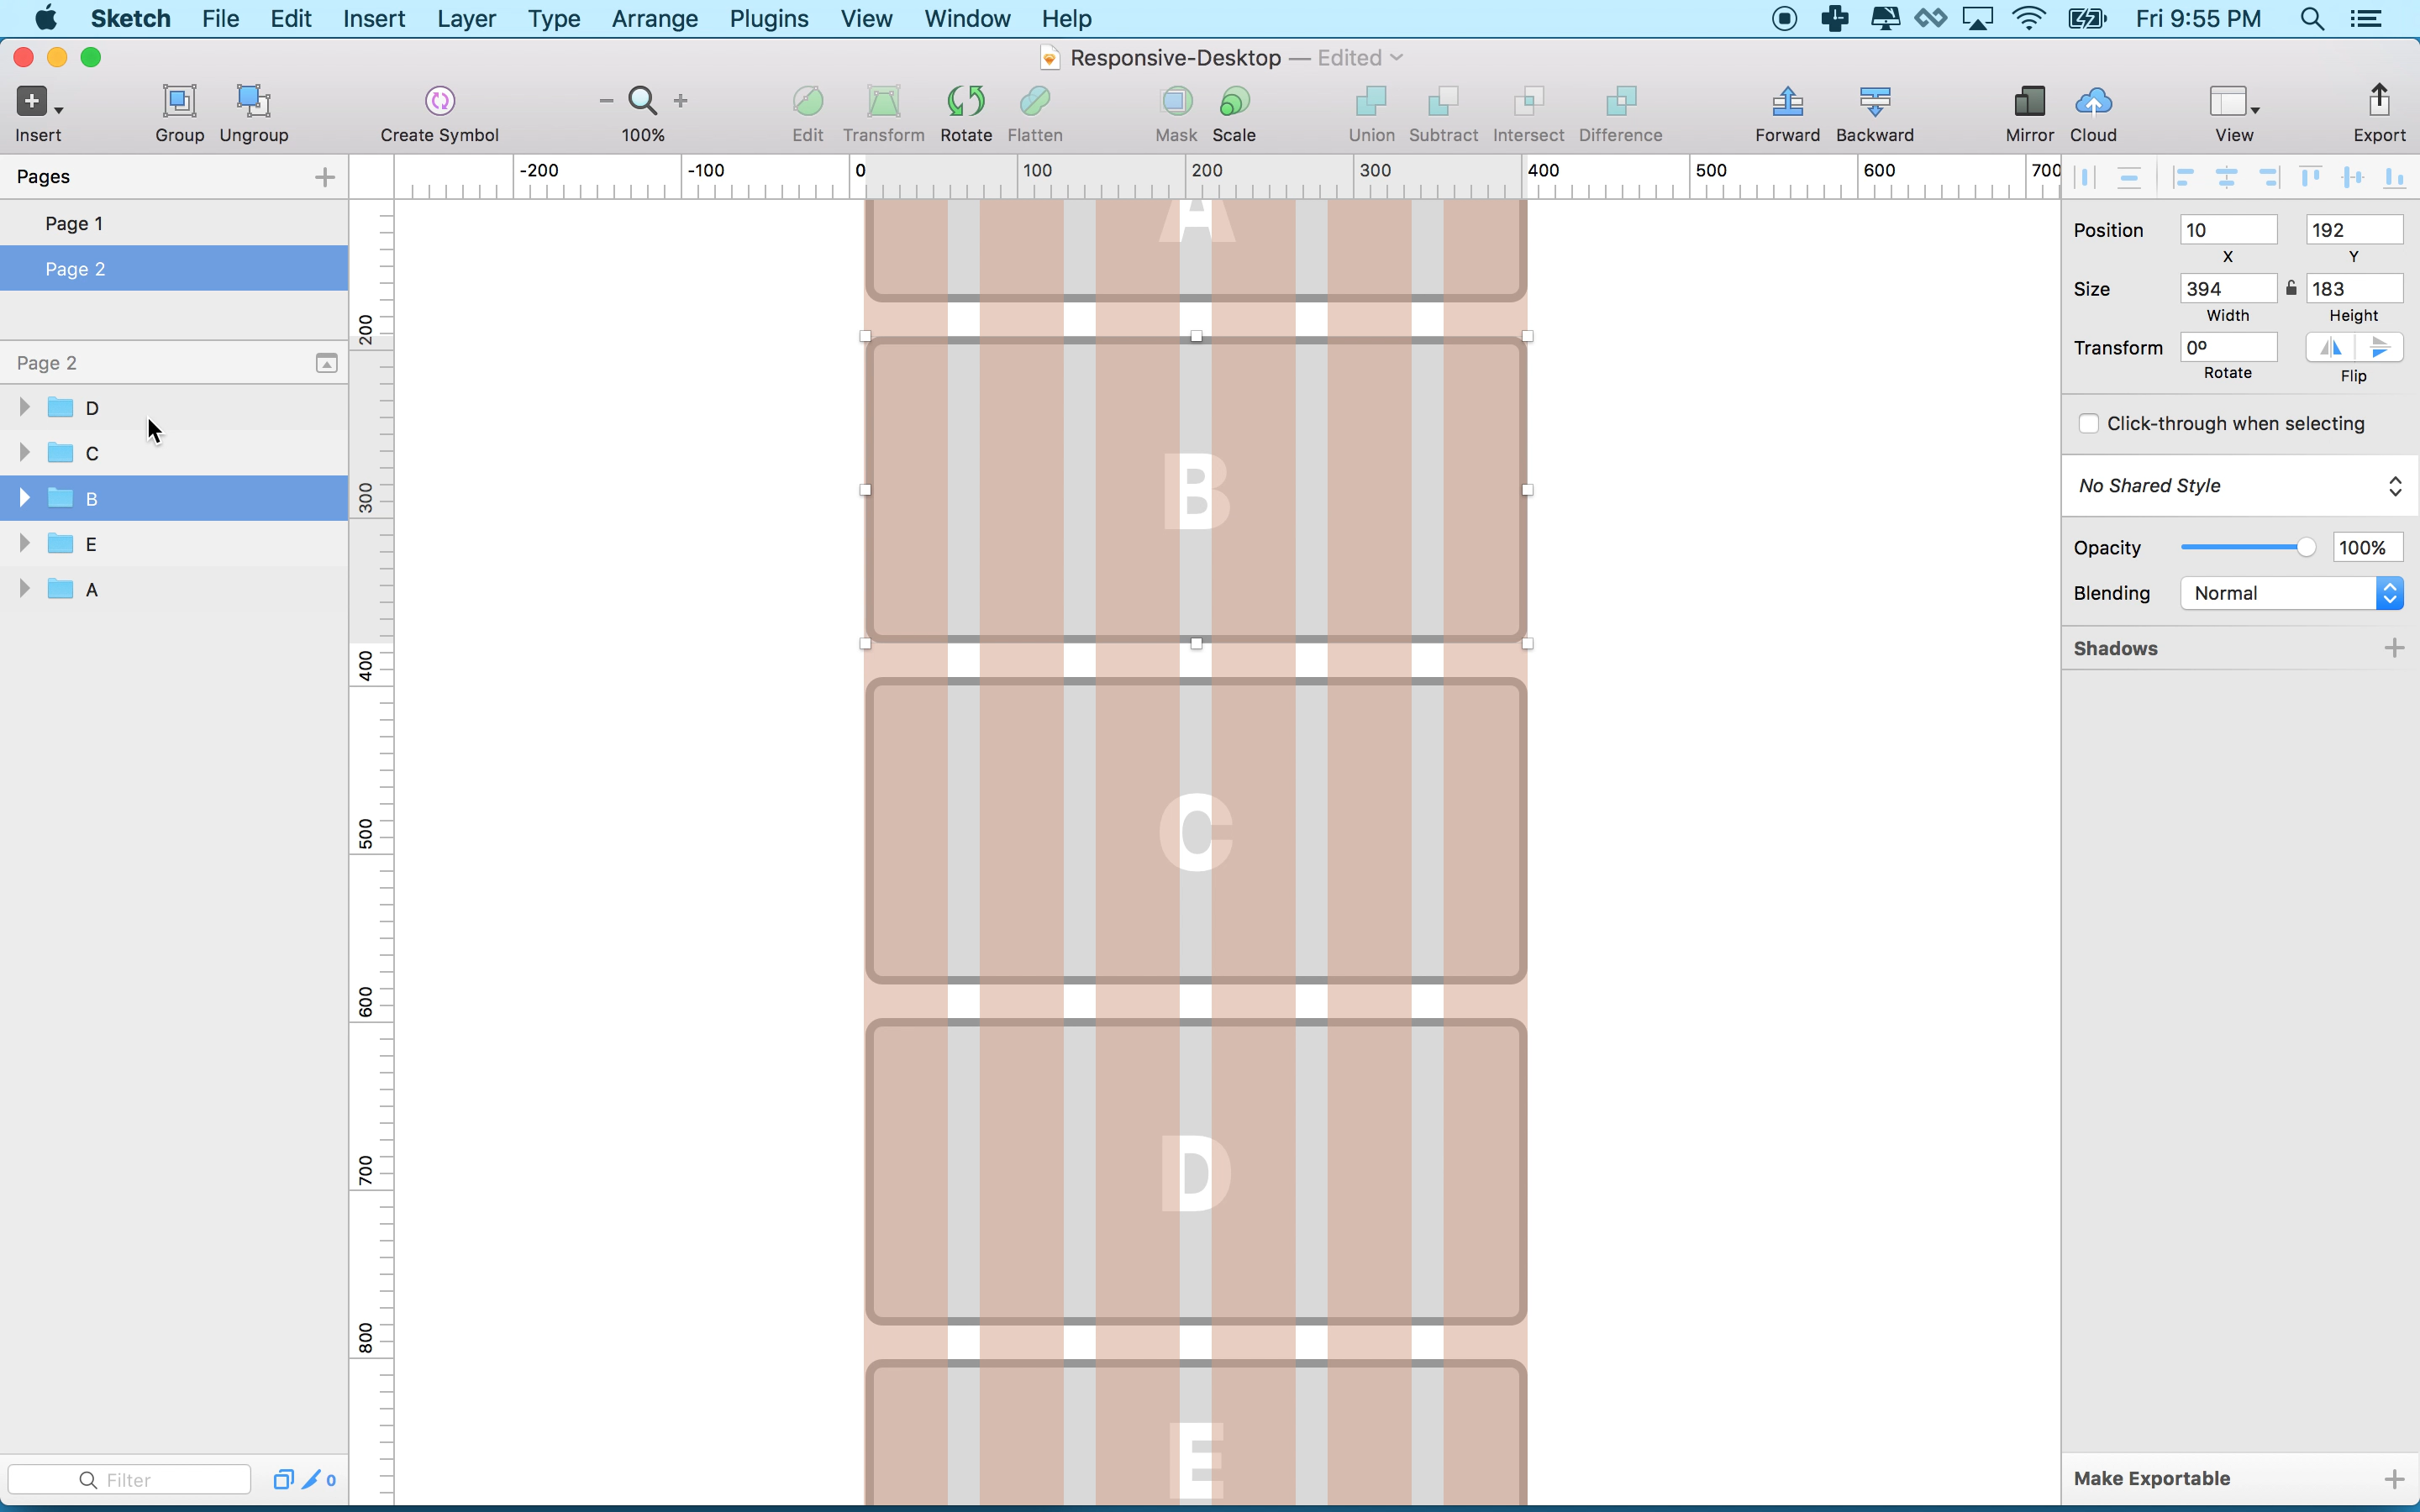 Sketch File Edit Insert Layer Type Arrange Plugins View Window Help Fri 9:55 PM
Responsive-Desktop — Edited
Insert Group Ungroup Create Symbol 100% Edit Transform Rotate Flatten Mask Scale Union Subtract Intersect Difference Forward Backward Mirror Cloud View Export
Pages
Page 1
Page 2
Page 2
D
C
B
E
A
Filter
0
-200 -100 0 100 200 300 400 500 600 700
200
300
400
500
600
700
800
A
B
C
D
E
Position 10 192
X Y
Size 394 183
Width Height
Transform 0º
Rotate Flip
Click-through when selecting
No Shared Style
Opacity 100%
Blending Normal
Shadows
Make Exportable